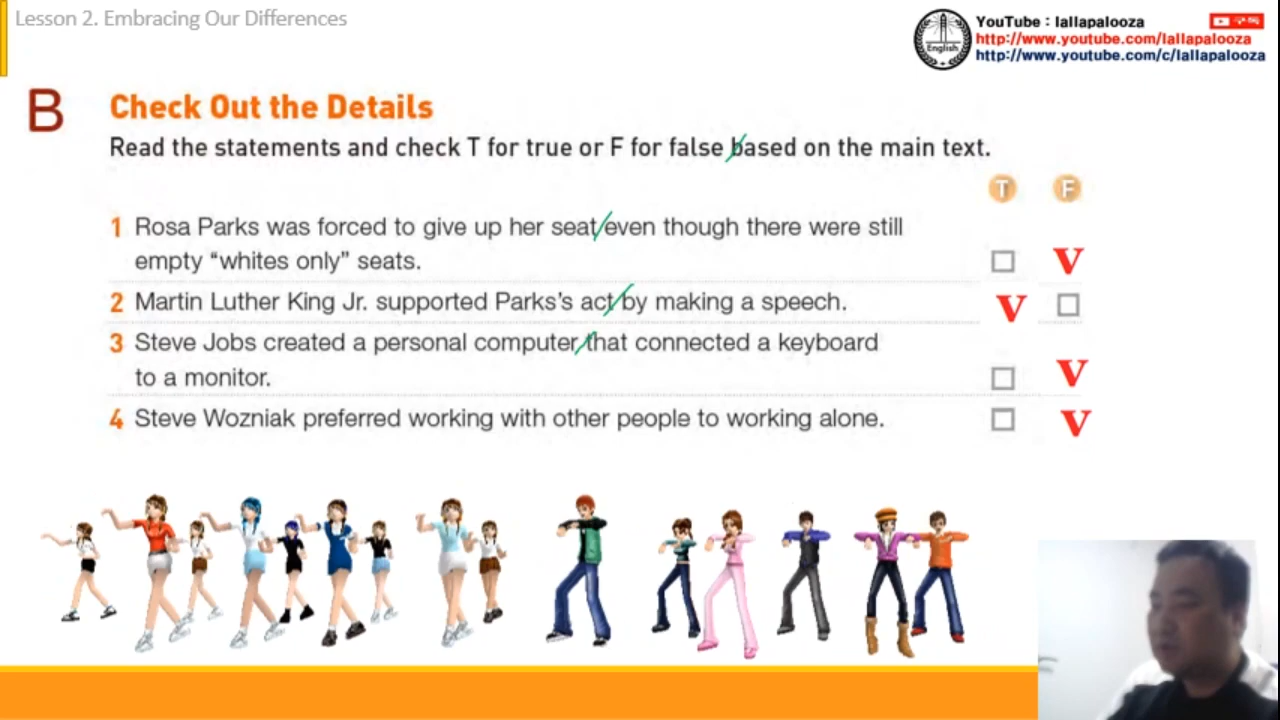 Lesson 2. Embracing Our Differences
YouTube : lallapalooza
http://www.youtube.com/lallapalooza
http://www.youtube.com/c/lallapalooza
English
B
Check Out the Details
Read the statements and check T for true or F for false based on the main text.
T F
1 Rosa Parks was forced to give up her seat even though there were still
empty “whites only” seats.
V
2 Martin Luther King Jr. supported Parks's act by making a speech.
V
3 Steve Jobs created a personal computer that connected a keyboard
to a monitor.
V
4 Steve Wozniak preferred working with other people to working alone.
V